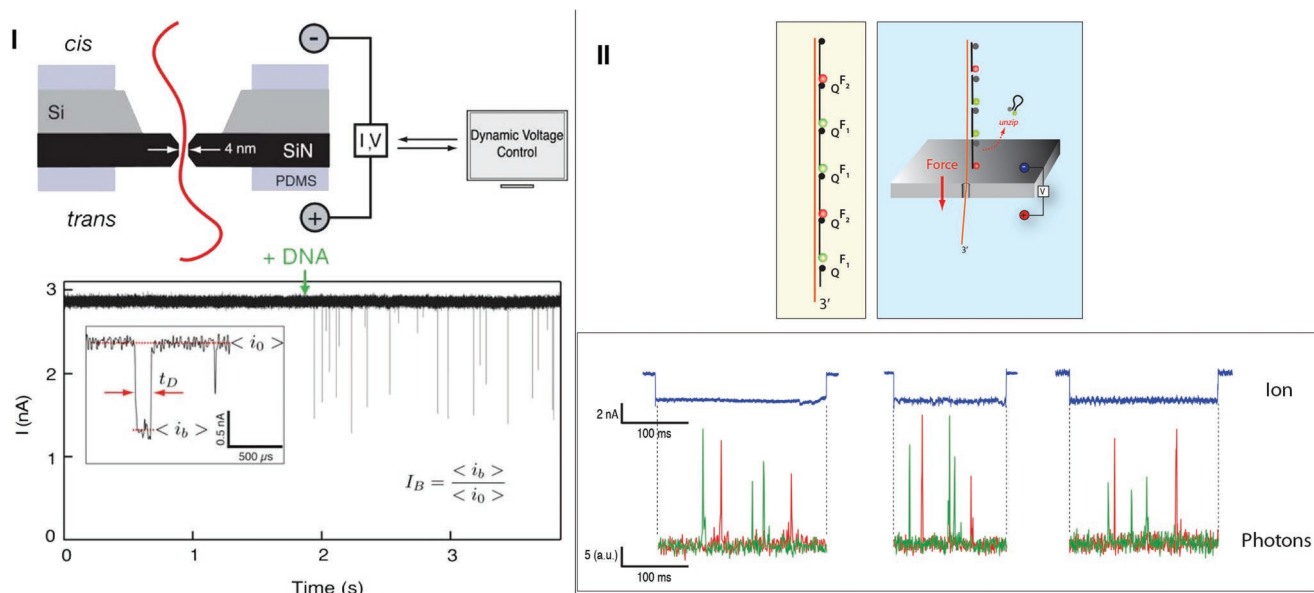 I
cis
-
Si
4 nm
SiN
I,V
Dynamic Voltage
Control
PDMS
trans
+
+ DNA
3
2
1
0
I (nA)
< i0 >
tD
< ib >
0.5 nA
500 µs
IB = < ib > / < i0 >
0 1 2 3
Time (s)
II
Q F2
Q F1
Q F1
Q F2
Q F1
3′
unzip
Force
V
+
3′
Ion
2 nA
100 ms
Photons
5 (a.u.)
100 ms